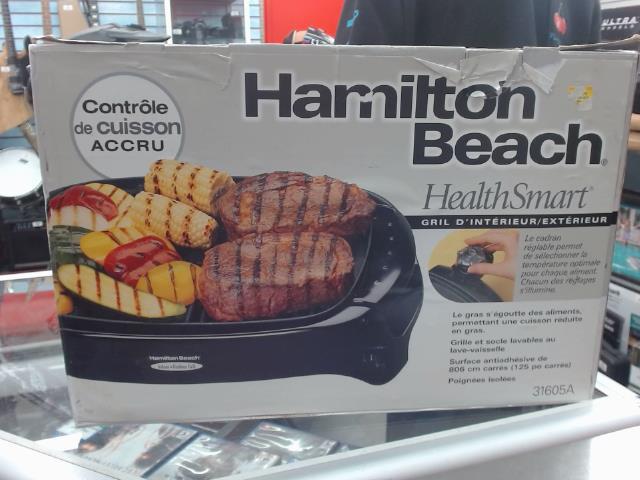 Hamilton
Beach
HealthSmart
GRIL D'INTÉRIEUR/EXTÉRIEUR
Contrôle
de cuisson
ACCRU
Le cadran
réglable permet
de sélectionner la
température optimale
pour chaque aliment.
Chacun des réglages
s'illumine.
Le gras s'égoutte des aliments,
permettant une cuisson réduite
en gras.
Grille et socle lavables au
lave-vaisselle
Surface antiadhésive de
806 cm carrés (125 po carrés)
Poignées isolées
31605A
Hamilton Beach
ULTRA